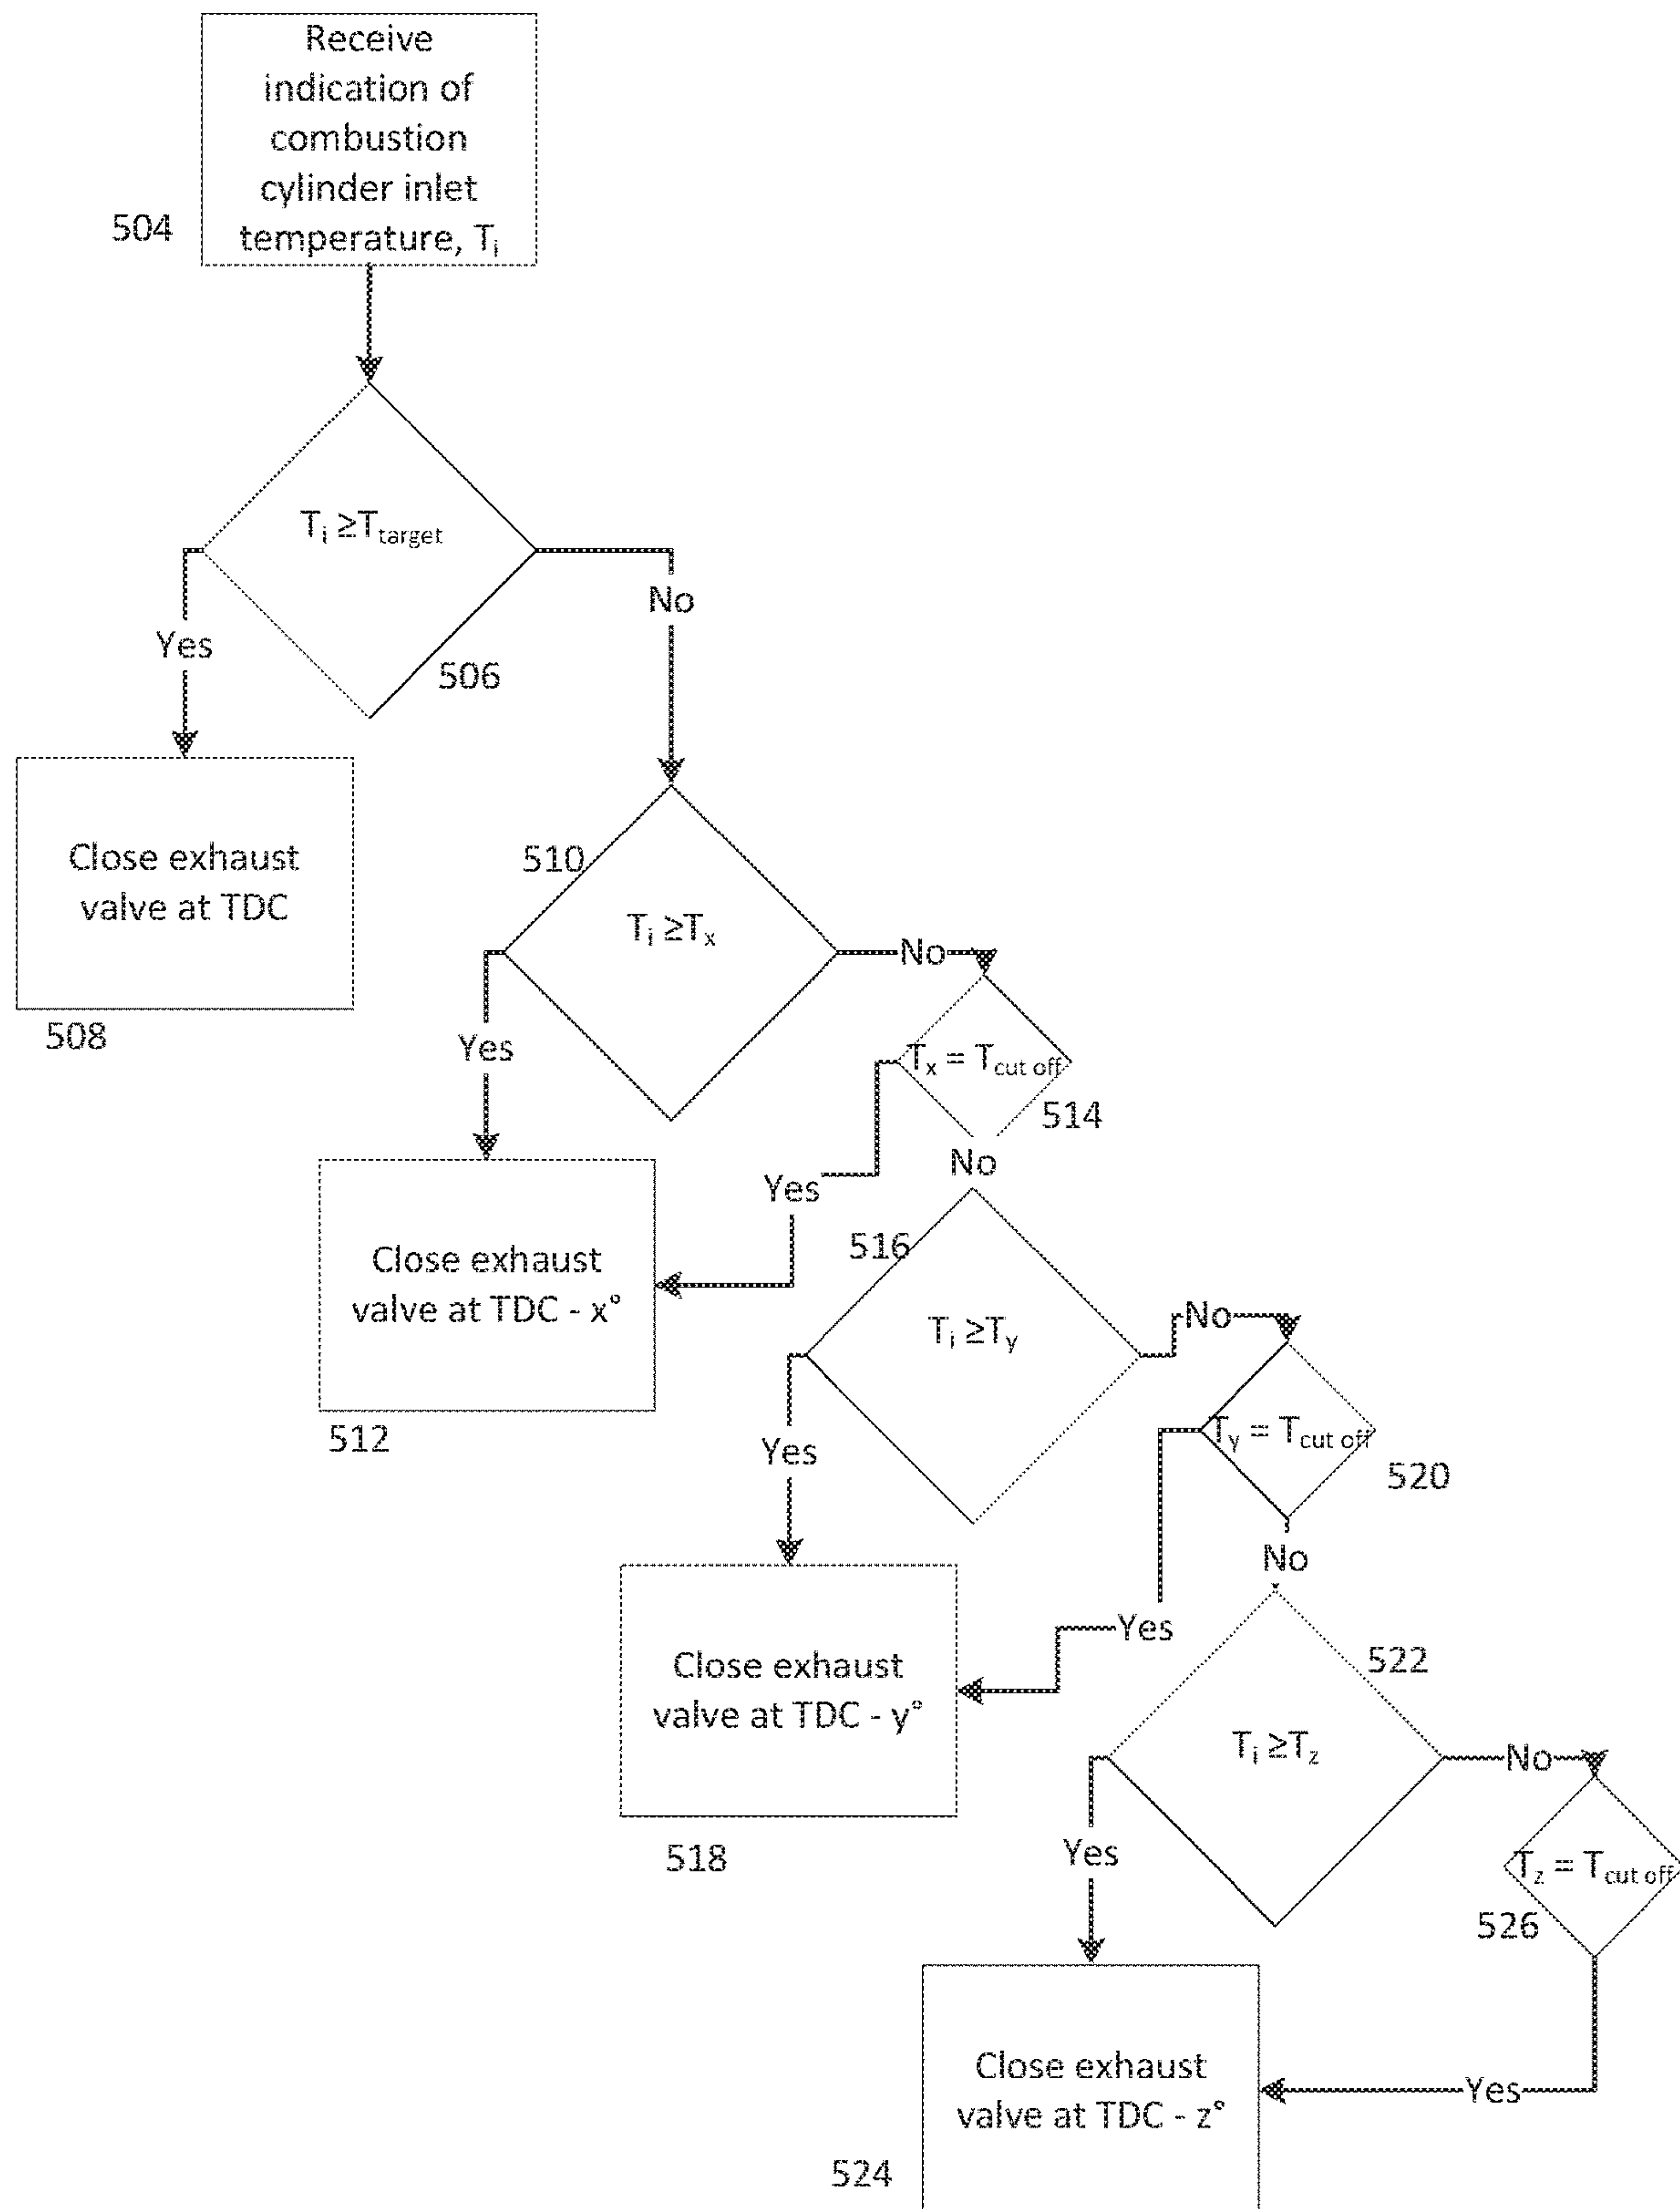 Receive
indication of
combustion
cylinder inlet
temperature, Ti
504
Ti ≥Ttarget
No
Yes
506
Close exhaust
valve at TDC
508
510
Ti ≥Tx
No
Yes
Tx = Tcut off
514
No
Yes
516
Close exhaust
valve at TDC - x°
512
Ti ≥Ty
No
Yes
Ty = Tcut off
520
No
Yes
Close exhaust
valve at TDC - y°
518
522
Ti ≥Tz
No
Yes
Tz = Tcut off
526
Close exhaust
valve at TDC - z°
Yes
524